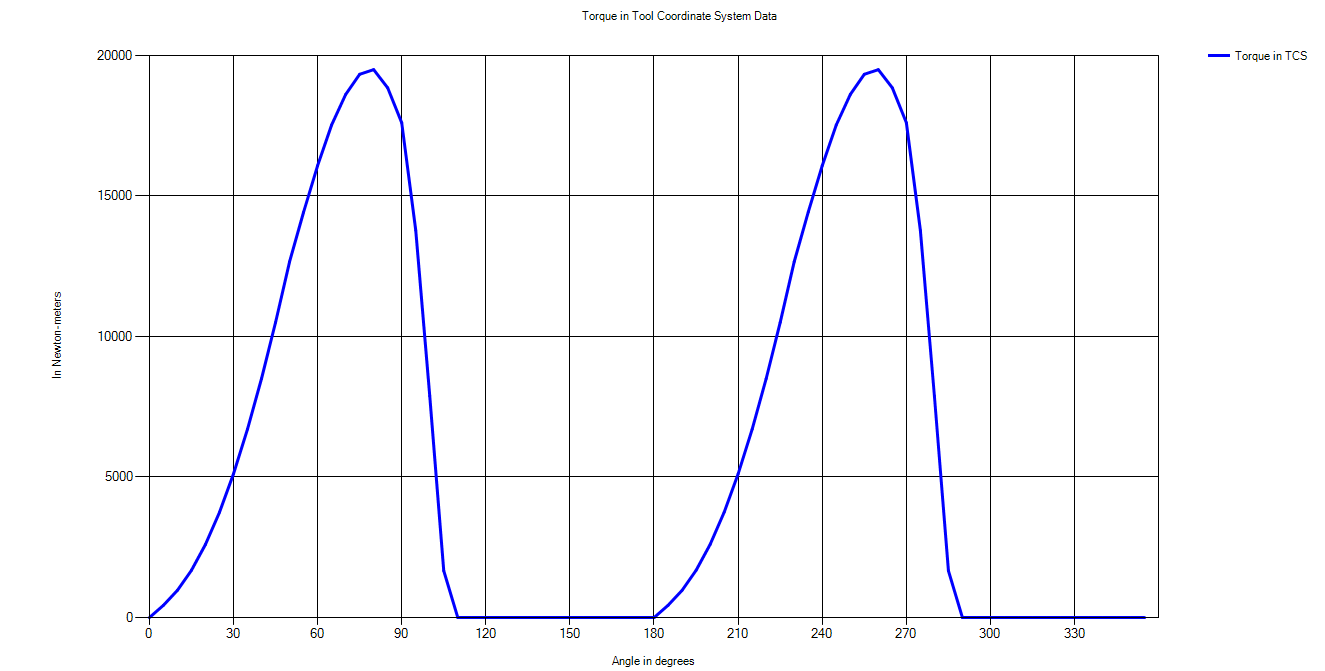 Torque in Tool Coordinate System Data
Torque in TCS
20000
15000
10000
5000
0
In Newton-meters
0 30 60 90 120 150 180 210 240 270 300 330
Angle in degrees